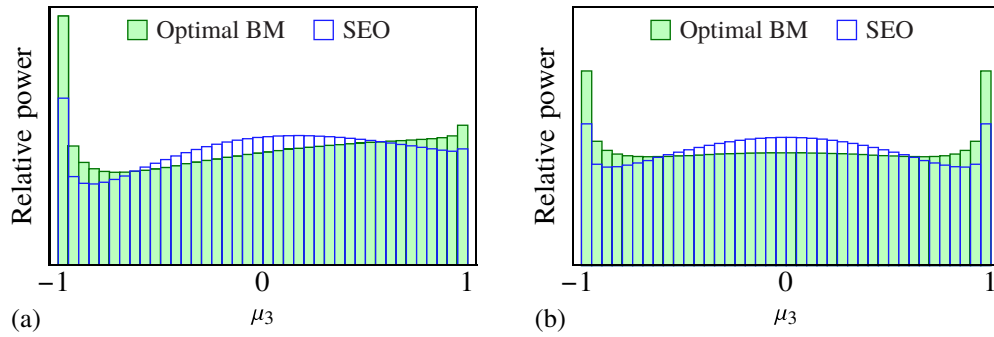 Optimal BM SEO
Relative power
−1 0 1
μ₃
(a)
Optimal BM SEO
Relative power
−1 0 1
μ₃
(b)